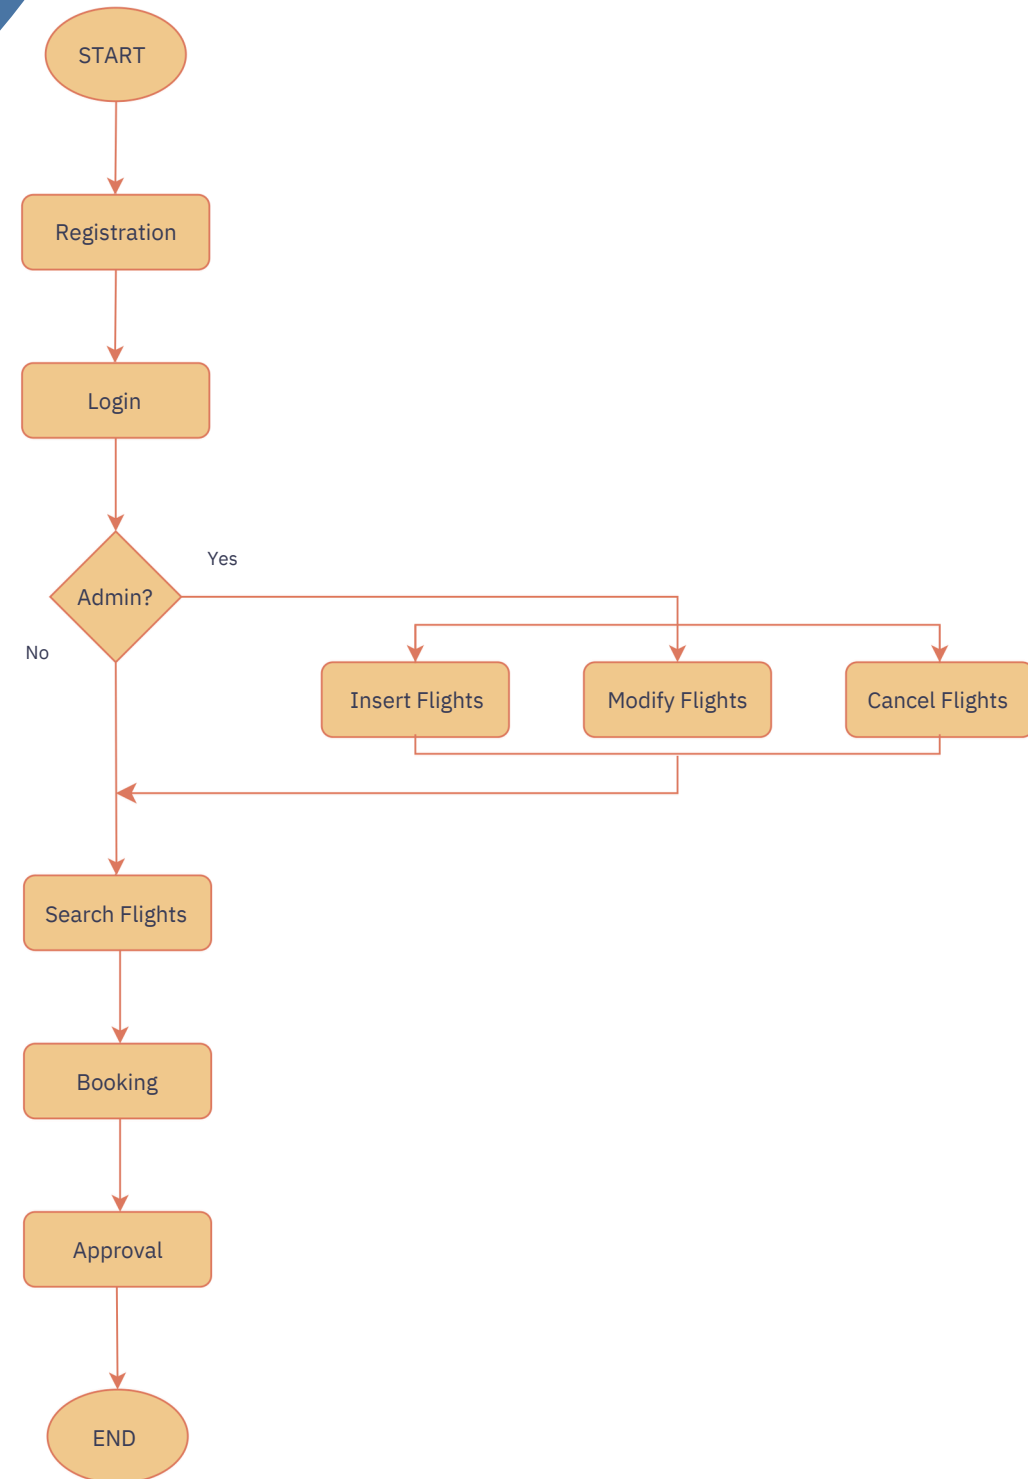 START
Registration
Login
Admin?
Yes
No
Insert Flights
Modify Flights
Cancel Flights
Search Flights
Booking
Approval
END